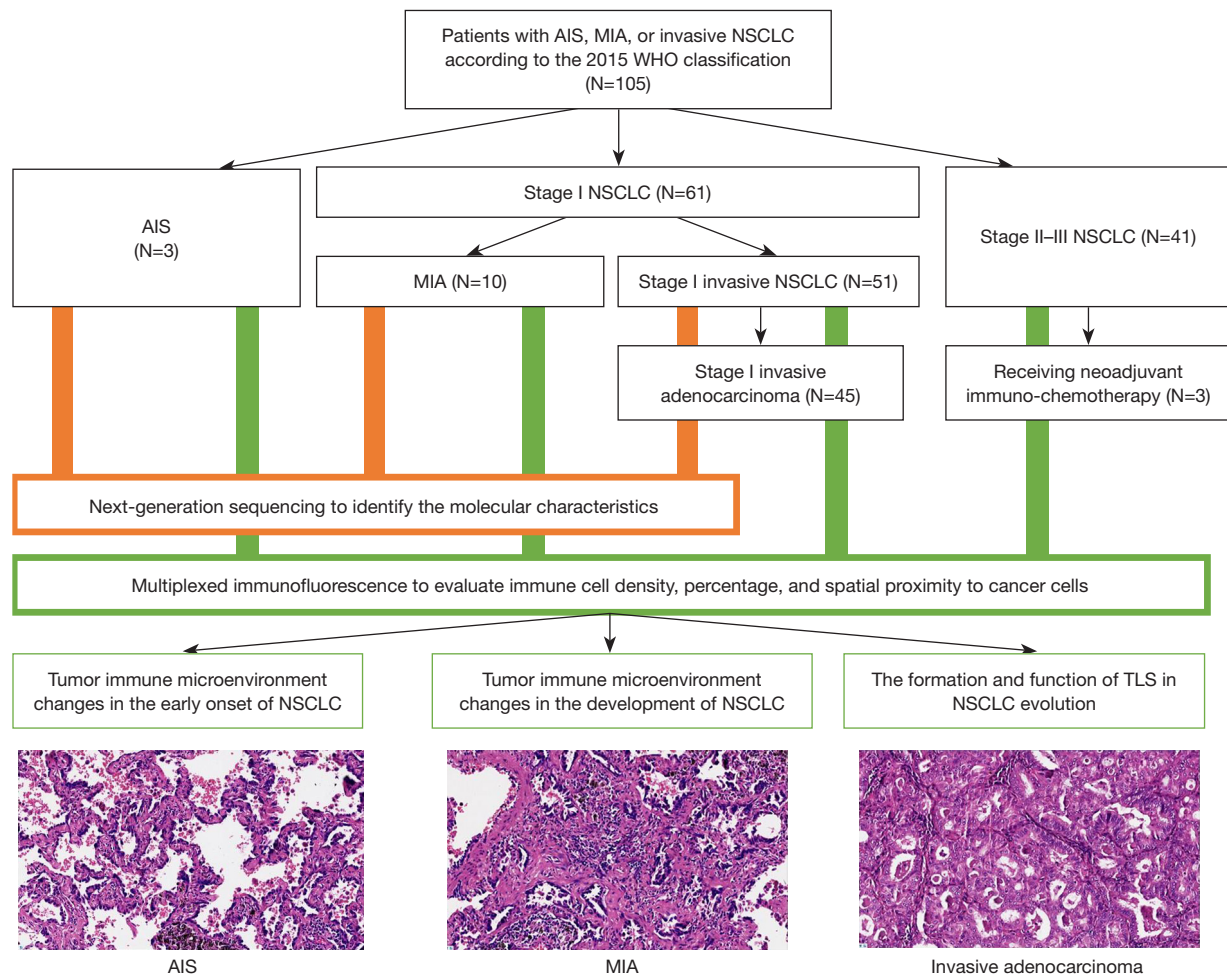 Patients with AIS, MIA, or invasive NSCLC
according to the 2015 WHO classification
(N=105)
AIS
(N=3)
Stage I NSCLC (N=61)
Stage II–III NSCLC (N=41)
MIA (N=10)
Stage I invasive NSCLC (N=51)
Stage I invasive
adenocarcinoma (N=45)
Receiving neoadjuvant
immuno-chemotherapy (N=3)
Next-generation sequencing to identify the molecular characteristics
Multiplexed immunofluorescence to evaluate immune cell density, percentage, and spatial proximity to cancer cells
Tumor immune microenvironment
changes in the early onset of NSCLC
Tumor immune microenvironment
changes in the development of NSCLC
The formation and function of TLS in
NSCLC evolution
AIS
MIA
Invasive adenocarcinoma